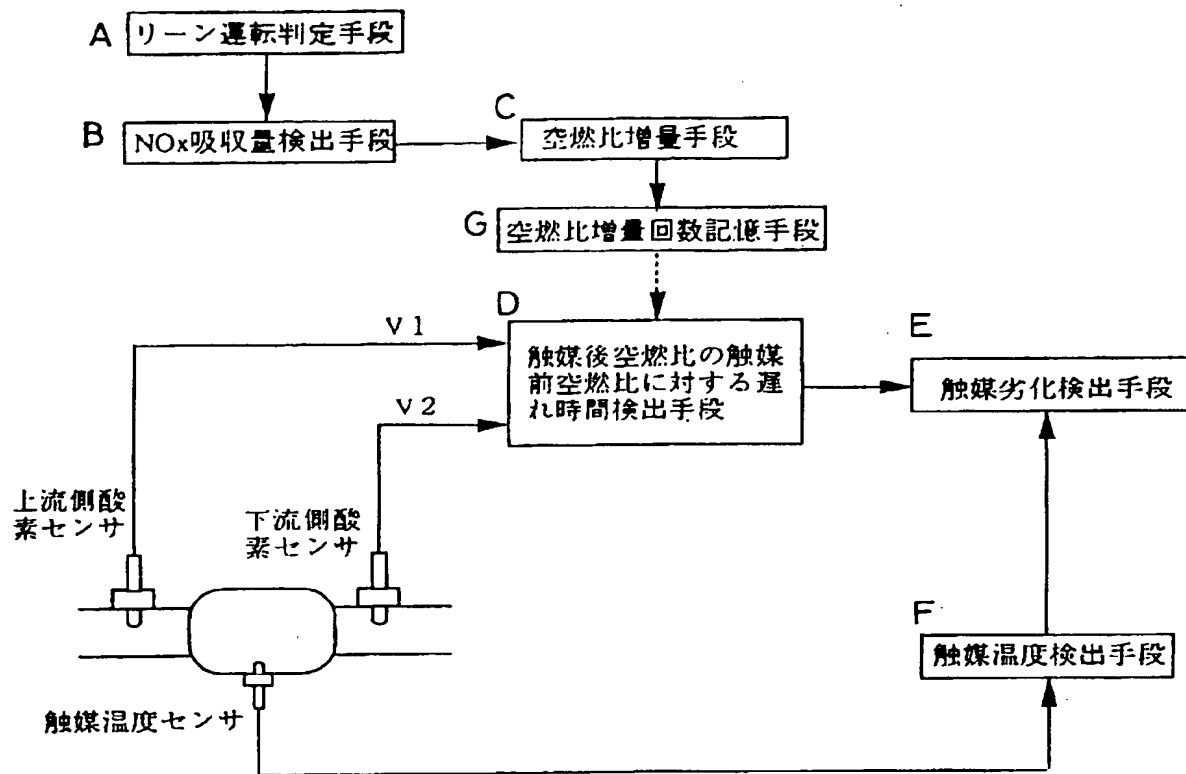 A
リーン運転判定手段
B
NOx吸収量検出手段
C
空燃比増量手段
G
空燃比増量回数記憶手段
D
触媒後空燃比の触媒
前空燃比に対する遅
れ時間検出手段
V1
V2
E
触媒劣化検出手段
上流側酸
素センサ
下流側酸
素センサ
F
触媒温度検出手段
触媒温度センサ